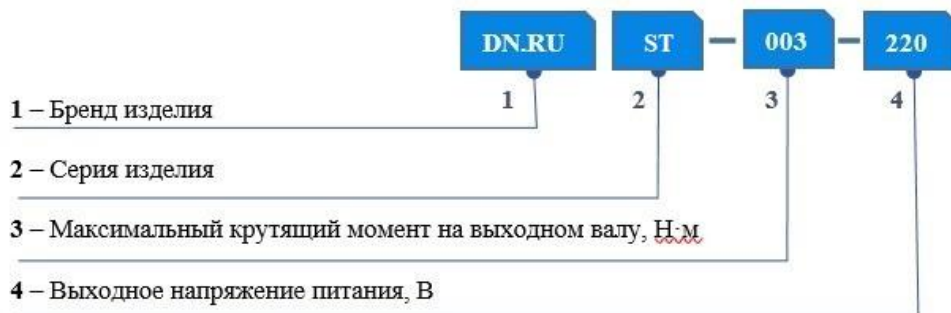 DN.RU ST – 003 – 220
1 2 3 4
1 – Бренд изделия
2 – Серия изделия
3 – Максимальный крутящий момент на выходном валу, Н·м
4 – Выходное напряжение питания, В